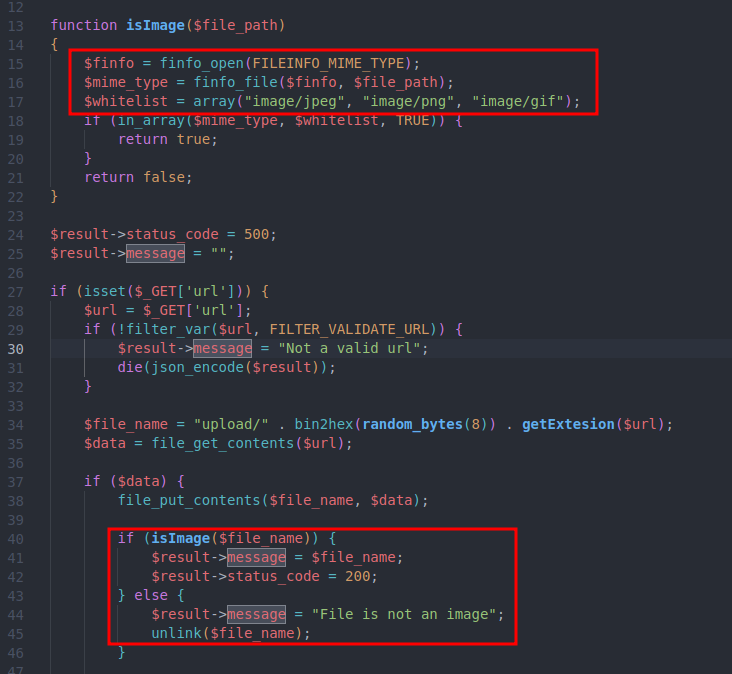 12
13 function isImage($file_path)
14 {
15     $finfo = finfo_open(FILEINFO_MIME_TYPE);
16     $mime_type = finfo_file($finfo, $file_path);
17     $whitelist = array("image/jpeg", "image/png", "image/gif");
18     if (in_array($mime_type, $whitelist, TRUE)) {
19         return true;
20     }
21     return false;
22 }
23
24 $result->status_code = 500;
25 $result->message = "";
26
27 if (isset($_GET['url'])) {
28     $url = $_GET['url'];
29     if (!filter_var($url, FILTER_VALIDATE_URL)) {
30         $result->message = "Not a valid url";
31         die(json_encode($result));
32     }
33
34     $file_name = "upload/" . bin2hex(random_bytes(8)) . getExtesion($url);
35     $data = file_get_contents($url);
36
37     if ($data) {
38         file_put_contents($file_name, $data);
39
40         if (isImage($file_name)) {
41             $result->message = $file_name;
42             $result->status_code = 200;
43         } else {
44             $result->message = "File is not an image";
45             unlink($file_name);
46         }
47